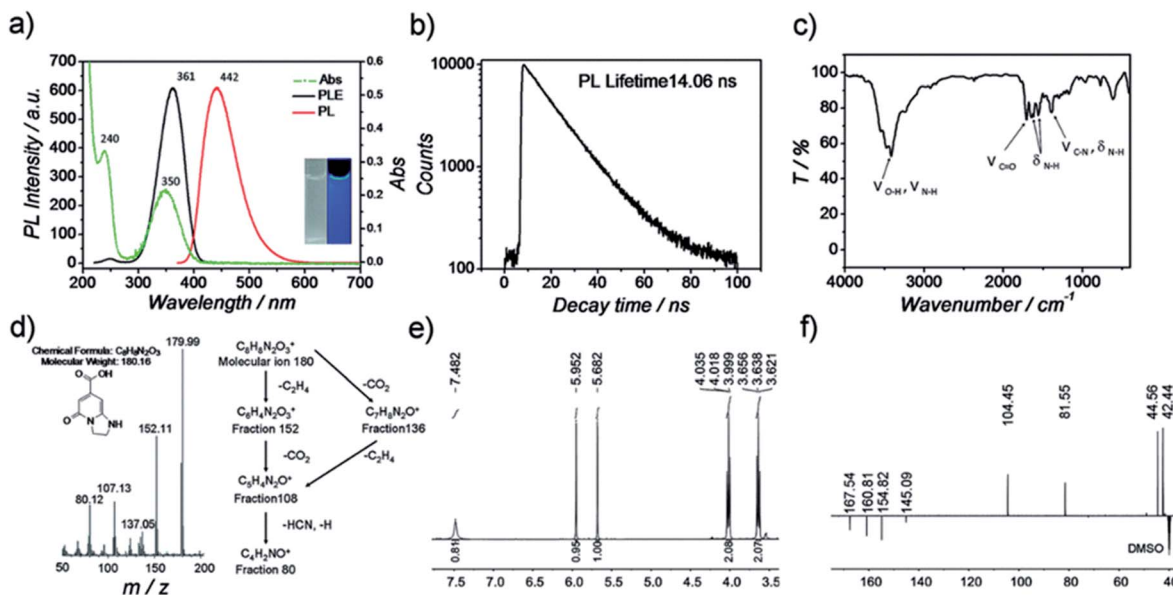 a)
PL Intensity / a.u.
700
600
500
400
300
200
100
0
240
350
361
442
Abs
PLE
PL
0.6
0.5
0.4
0.3
0.2
0.1
0.0
Abs
200 300 400 500 600 700
Wavelength / nm
b)
Counts
10000
1000
100
PL Lifetime14.06 ns
0 20 40 60 80 100
Decay time / ns
c)
T / %
100
80
60
40
20
0
V O-H , V N-H
V C=O
δ N-H
V C-N , δ N-H
4000 3000 2000 1000
Wavenumber / cm-1
d)
Chemical Formula: C8H8N2O3
Molecular Weight: 180.16
O
OH
O
N
NH
179.99
152.11
107.13
80.12
137.05
50 100 150 200
m / z
C8H8N2O3+
Molecular ion 180
-C2H4
-CO2
C6H4N2O3+
Fraction 152
C7H8N2O+
Fraction136
-CO2
-C2H4
C5H4N2O+
Fraction108
-HCN, -H
C4H2NO+
Fraction 80
e)
7.482
5.952
5.682
4.035
4.018
3.999
3.656
3.638
3.621
0.81
0.95
1.00
2.08
2.07
7.5 7.0 6.5 6.0 5.5 5.0 4.5 4.0 3.5
f)
167.54
160.81
154.82
145.09
104.45
81.55
44.56
42.44
DMSO
160 140 120 100 80 60 40